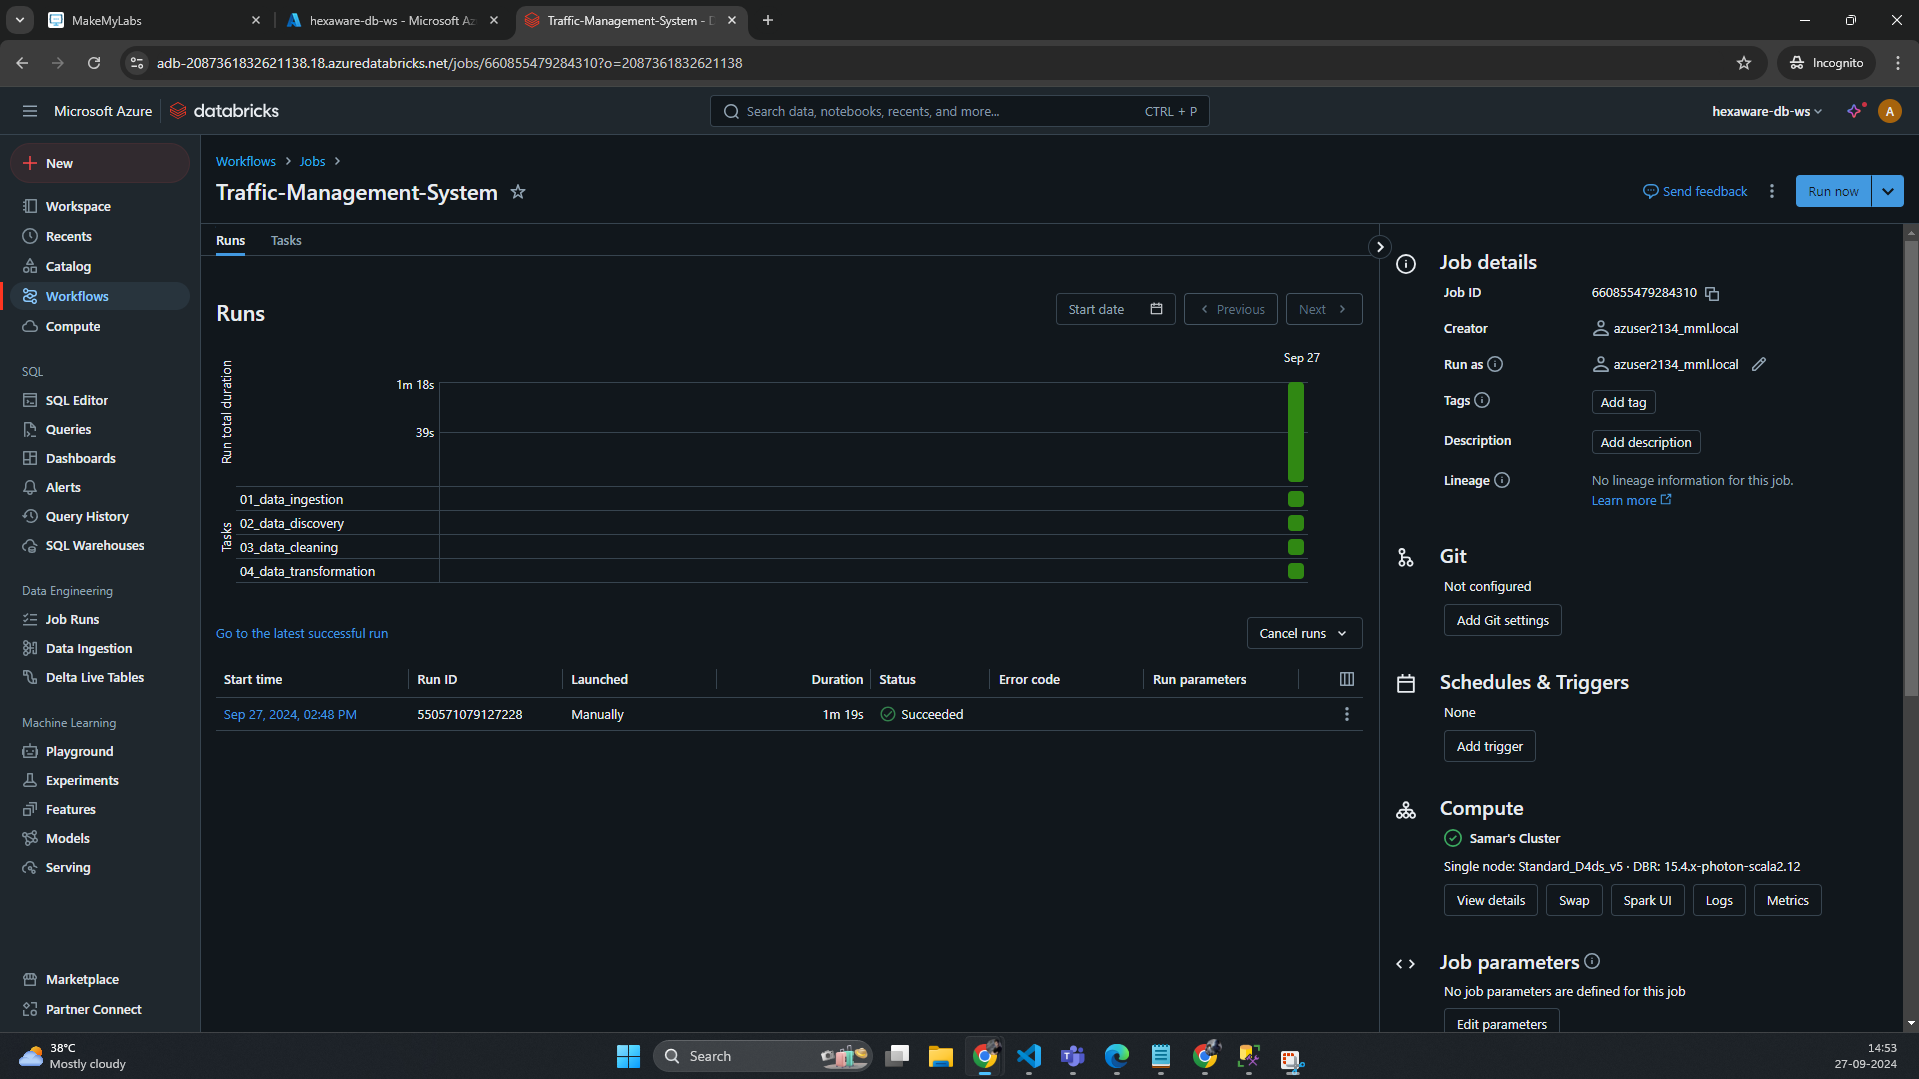 MakeMyLabs
hexaware-db-ws - Microsoft Az
Traffic-Management-System - D
adb-2087361832621138.18.azuredatabricks.net/jobs/660855479284310?o=2087361832621138
Incognito
Microsoft Azure
databricks
Search data, notebooks, recents, and more...
CTRL + P
hexaware-db-ws
A
New
Workspace
Recents
Catalog
Workflows
Compute
SQL
SQL Editor
Queries
Dashboards
Alerts
Query History
SQL Warehouses
Data Engineering
Job Runs
Data Ingestion
Delta Live Tables
Machine Learning
Playground
Experiments
Features
Models
Serving
Marketplace
Partner Connect
Workflows > Jobs >
Traffic-Management-System
Send feedback
Run now
Runs
Tasks
Runs
Start date
Previous
Next
Sep 27
Run total duration
1m 18s
39s
Tasks
01_data_ingestion
02_data_discovery
03_data_cleaning
04_data_transformation
Go to the latest successful run
Cancel runs
Start time Run ID Launched Duration Status Error code Run parameters
Sep 27, 2024, 02:48 PM 550571079127228 Manually 1m 19s Succeeded
Job details
Job ID 660855479284310
Creator azuser2134_mml.local
Run as azuser2134_mml.local
Tags Add tag
Description Add description
Lineage No lineage information for this job.
Learn more
Git
Not configured
Add Git settings
Schedules & Triggers
None
Add trigger
Compute
Samar's Cluster
Single node: Standard_D4ds_v5 · DBR: 15.4.x-photon-scala2.12
View details Swap Spark UI Logs Metrics
Job parameters
No job parameters are defined for this job
Edit parameters
38°C
Mostly cloudy
Search
14:53
27-09-2024